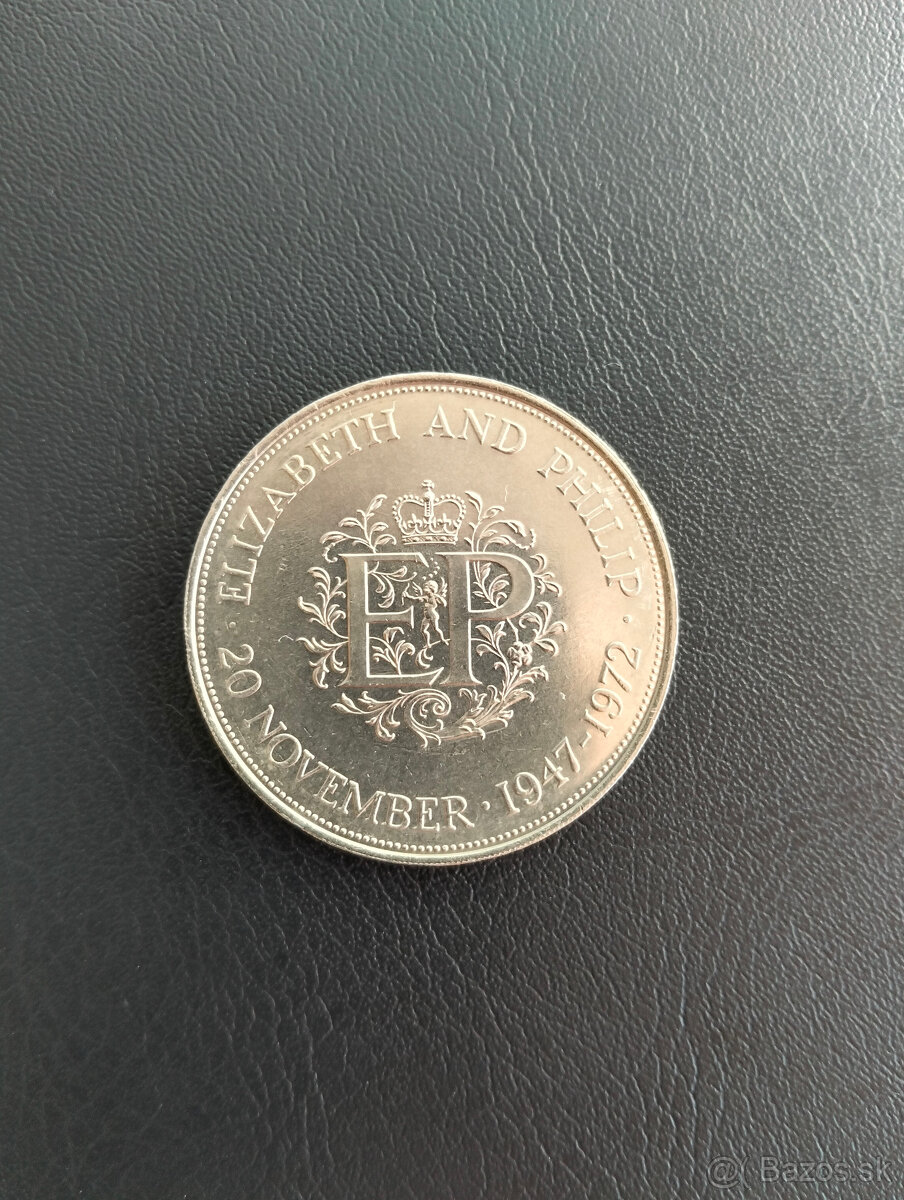 · ELIZABETH AND PHILIP ·
20 NOVEMBER · 1947-1972
EP
@( Bazos.sk